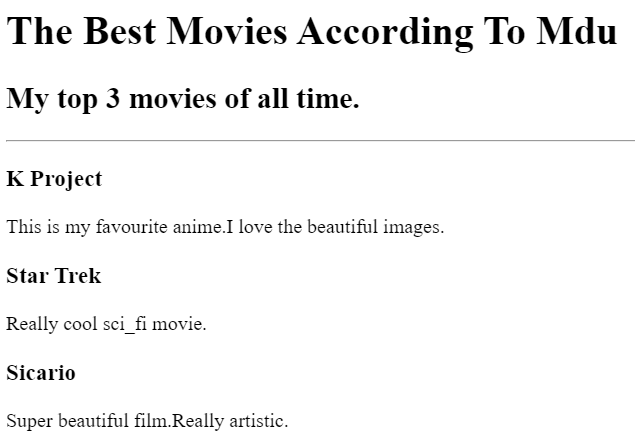 The Best Movies According To Mdu
My top 3 movies of all time.
K Project
This is my favourite anime.I love the beautiful images.
Star Trek
Really cool sci_fi movie.
Sicario
Super beautiful film.Really artistic.